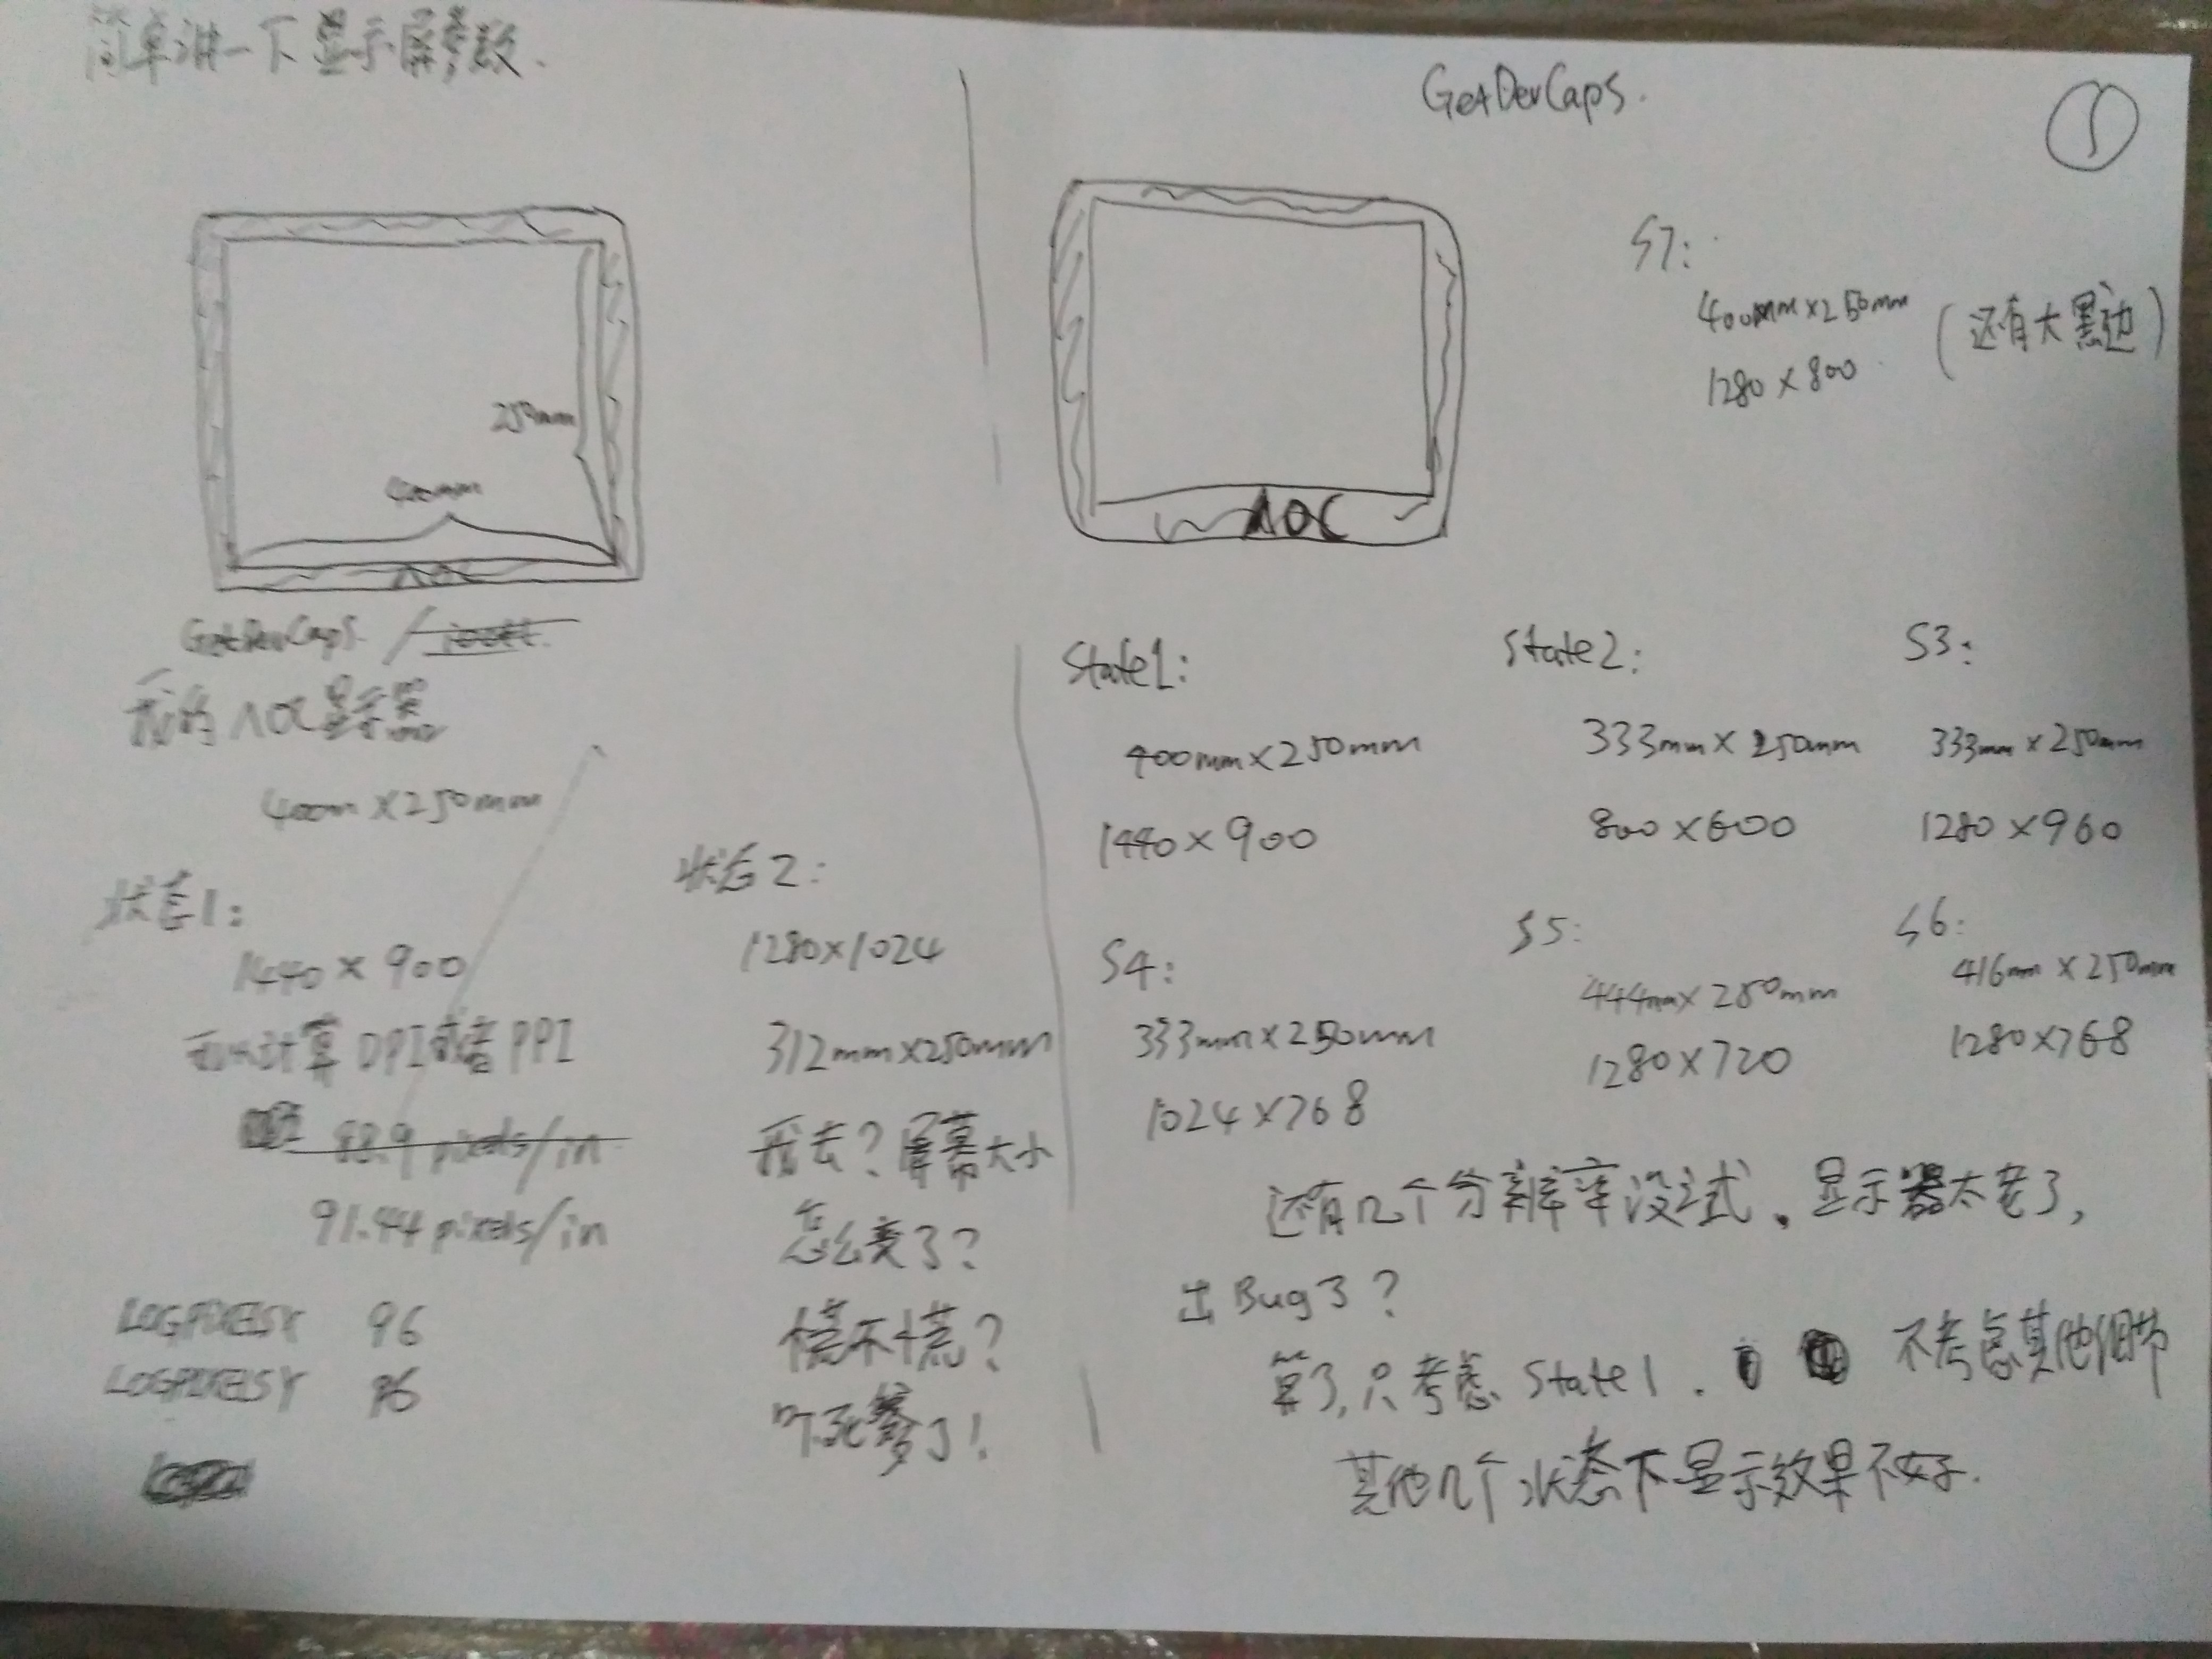 简单讲一下显示屏参数.
250mm
400mm
AOC
GetDevCaps. /
我的AOC显示器
400m×250mm
状态1:
1440×900
可以计算DPI或者PPI
88.9 pixels/in
91.44 pixels/in
LOGPIXELSY 96
LOGPIXELSY 96
状态2:
1280×1024
312mm×250mm
我去?屏幕大小
怎么变了?
慌不慌?
吓死爹了!
GetDevCaps.
5
AOC
S7:
400mm×250mm
1280×800
(还有大黑边)
State1:
400mm×250mm
1440×900
State2:
333mm×250mm
800×600
S3:
333mm×250mm
1280×960
S4:
333mm×250mm
1024×768
S5:
444mm×250mm
1280×720
S6:
416mm×250mm
1280×768
还有几个分辨率没试。显示器太老了,
出Bug了?
算了,只考虑State1. 不考虑其他细节
其他几个状态下显示效果不好.